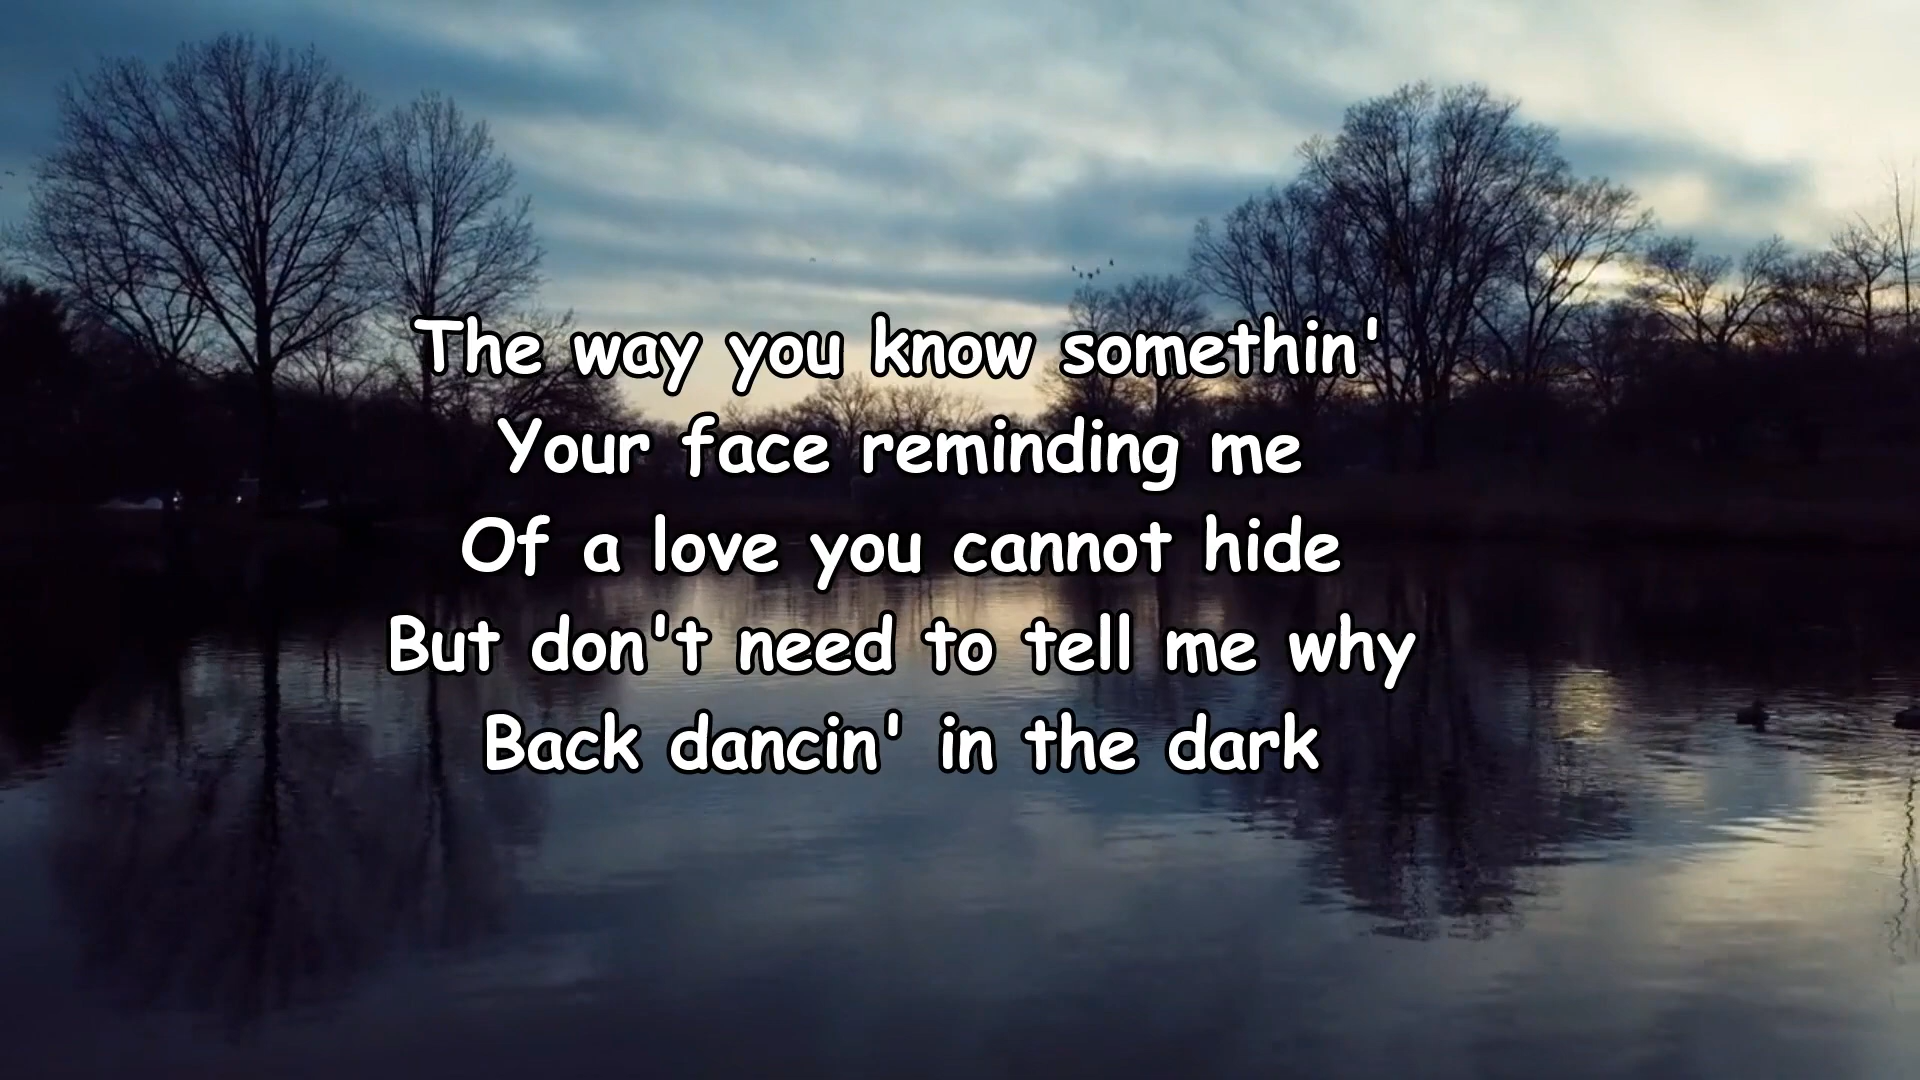 The way you know somethin'
Your face reminding me
Of a love you cannot hide
But don't need to tell me why
Back dancin' in the dark